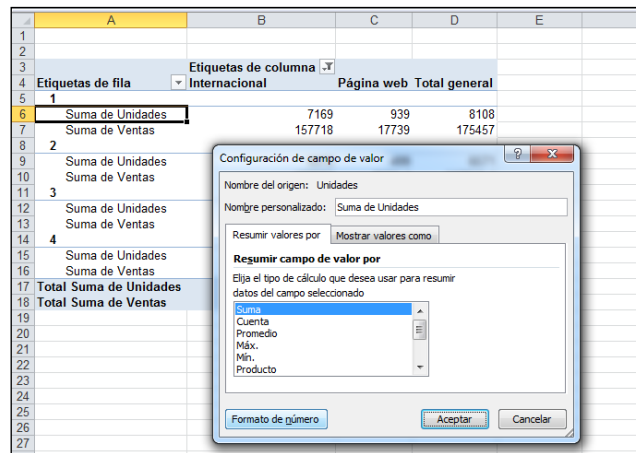 A B C D E
1
2
3 Etiquetas de columna
4 Etiquetas de fila Internacional Página web Total general
5 1
6 Suma de Unidades 7169 939 8108
7 Suma de Ventas 157718 17739 175457
8 2
9 Suma de Unidades
10 Suma de Ventas
11 3
12 Suma de Unidades
13 Suma de Ventas
14 4
15 Suma de Unidades
16 Suma de Ventas
17 Total Suma de Unidades
18 Total Suma de Ventas
19
20
21
22
23
24
25
26
27
Configuración de campo de valor
Nombre del origen: Unidades
Nombre personalizado: Suma de Unidades
Resumir valores por Mostrar valores como
Resumir campo de valor por
Elija el tipo de cálculo que desea usar para resumir
datos del campo seleccionado
Suma
Cuenta
Promedio
Máx.
Mín.
Producto
Formato de número Aceptar Cancelar